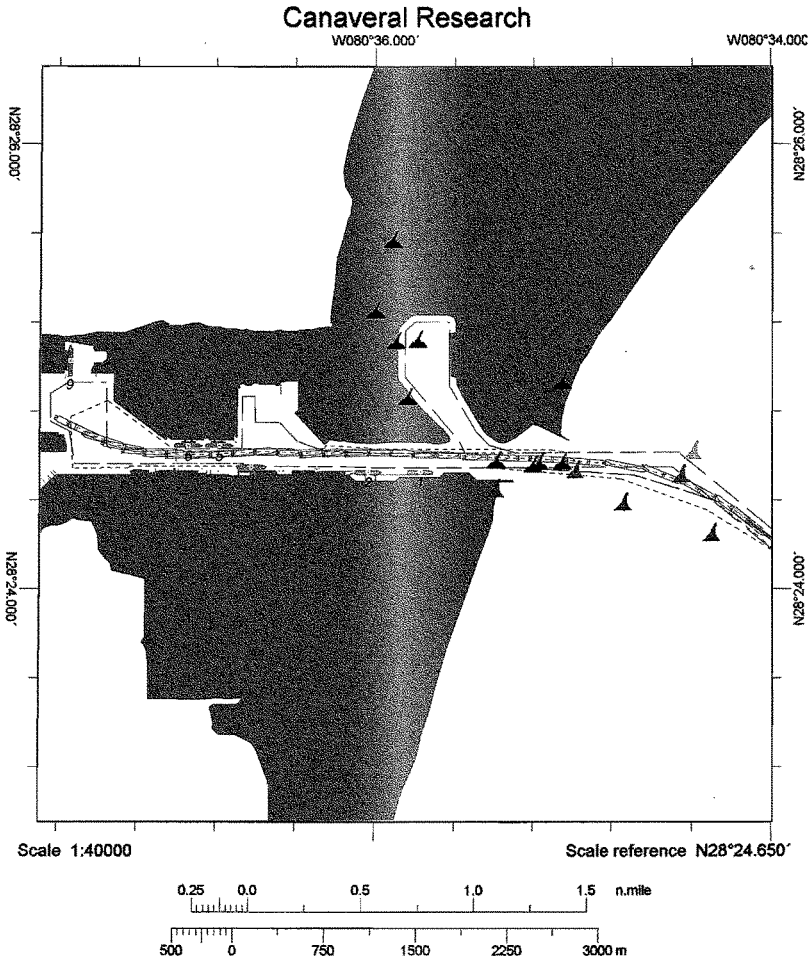 Canaveral Research
W080°36.000´ W080°34.000´
N28°26.000´ N28°26.000´
N28°24.000´ N28°24.000´
Scale 1:40000 Scale reference N28°24.650´
0.25 0.0 0.5 1.0 1.5 n.mile
500 0 750 1500 2250 3000 m